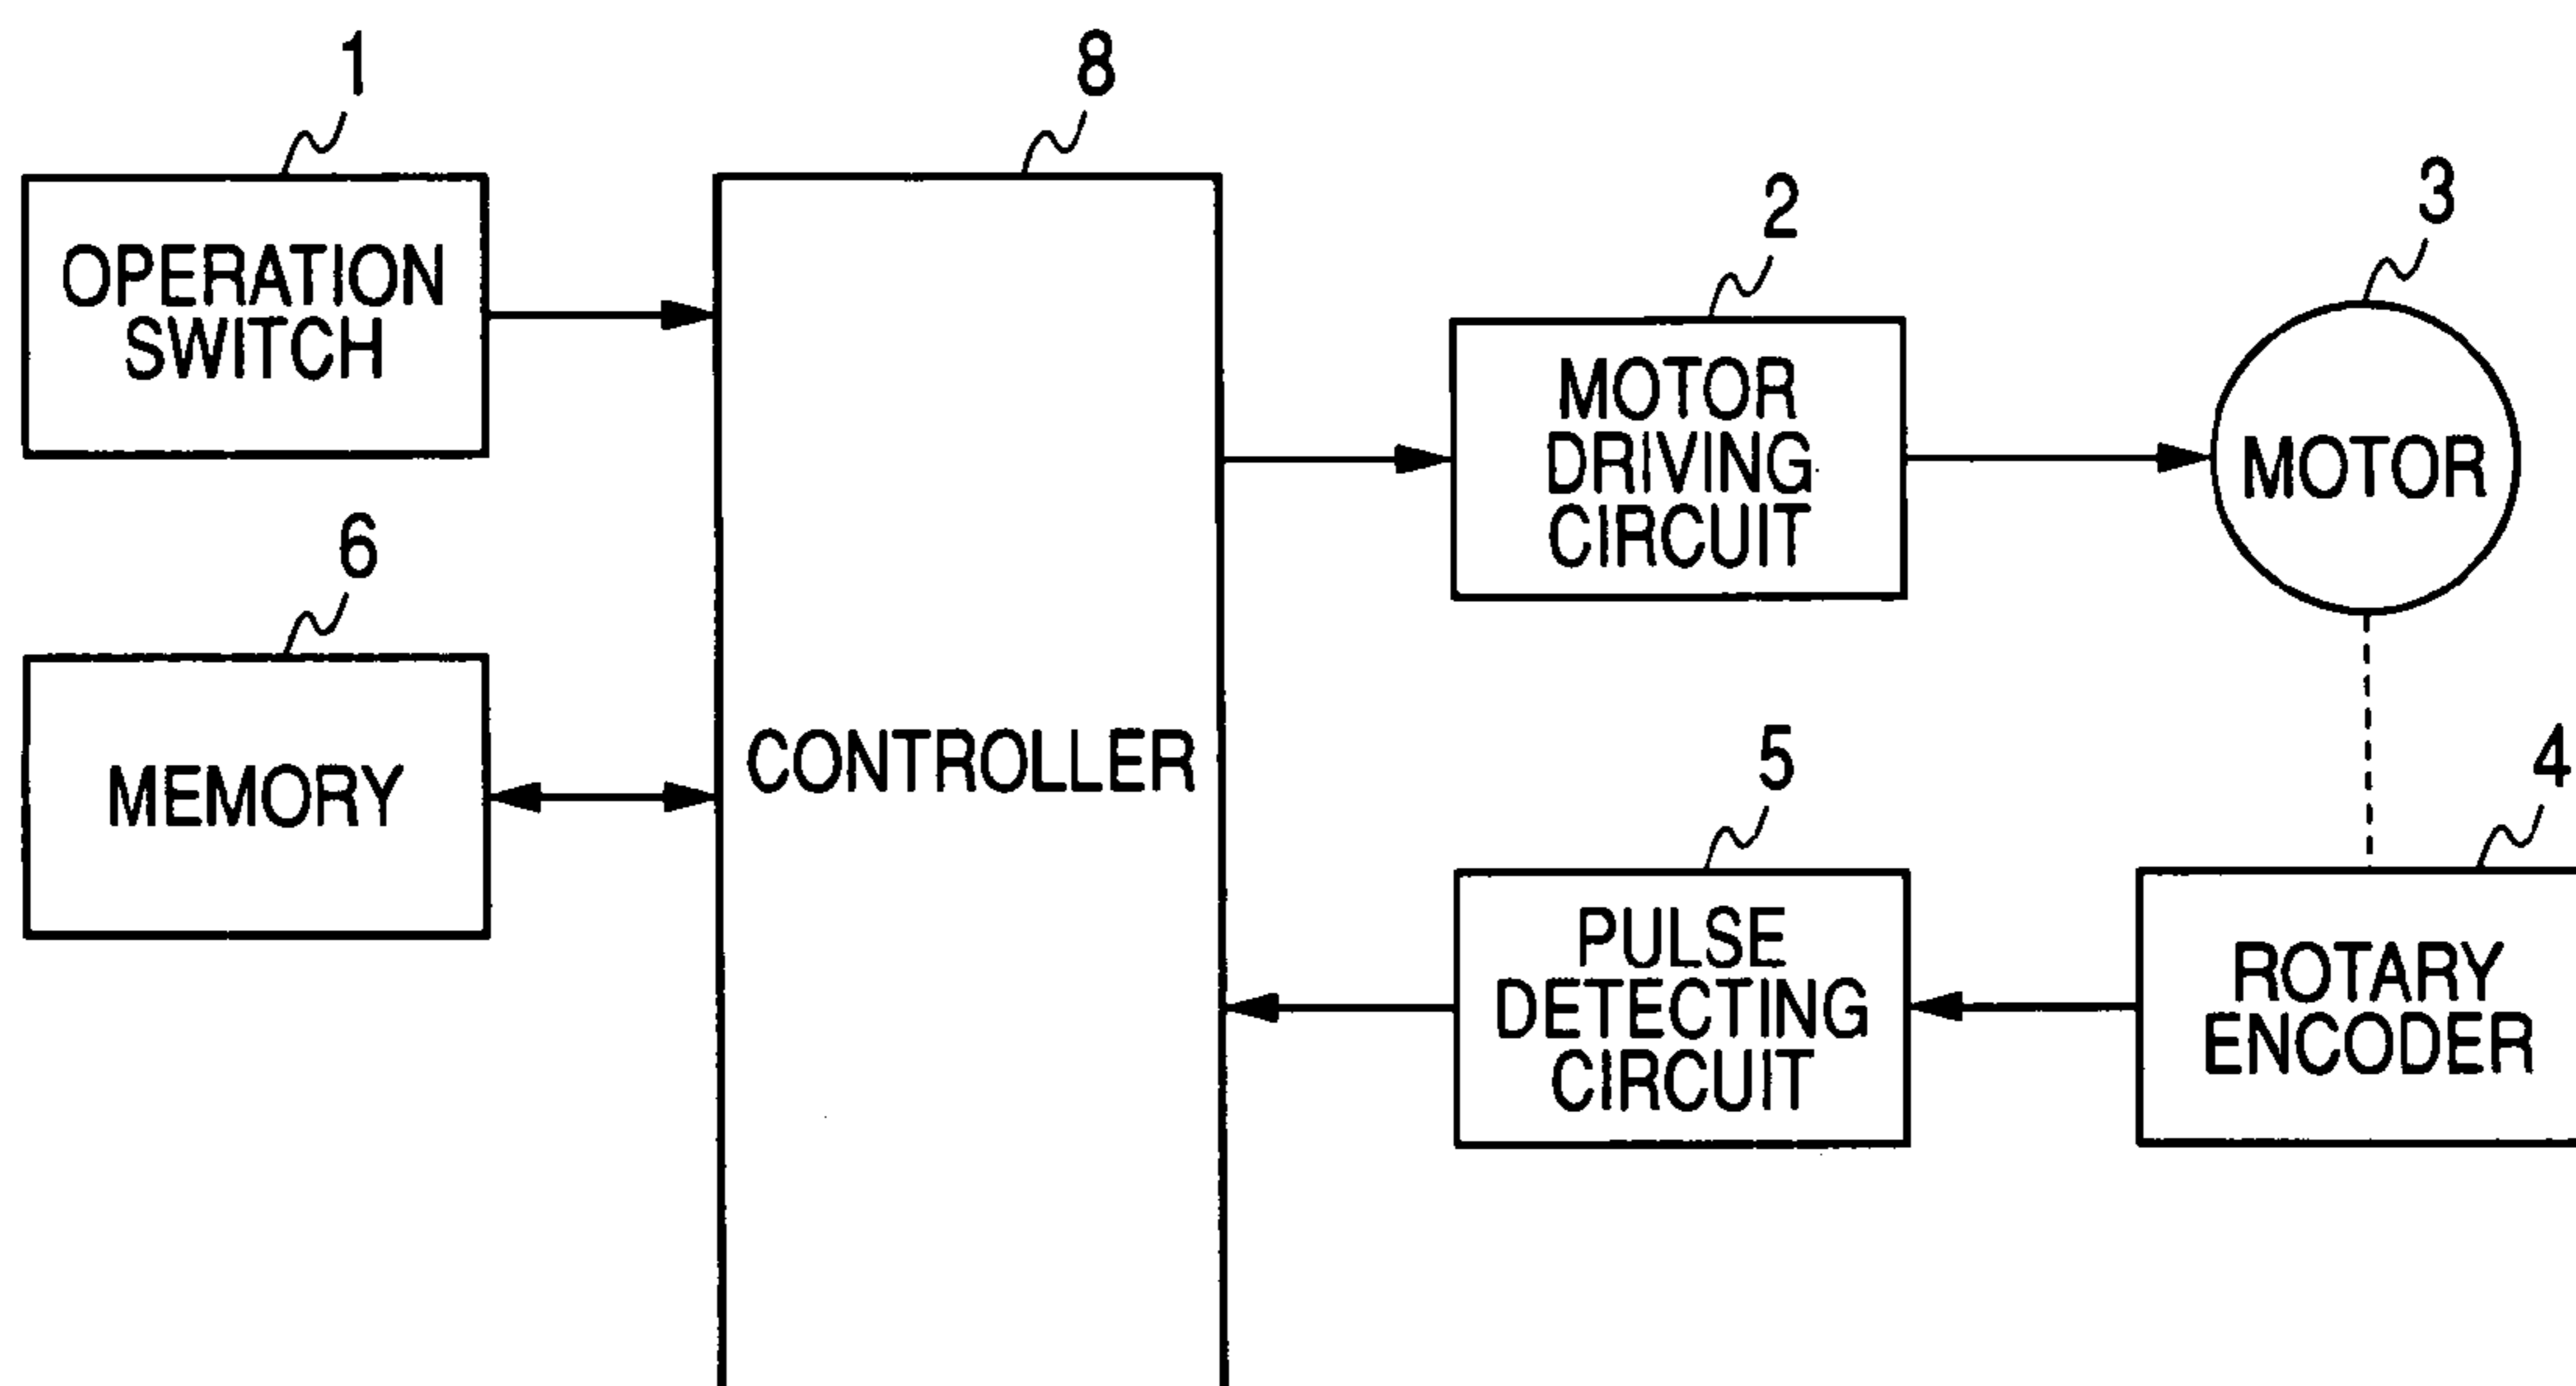 1
OPERATION
SWITCH
8
CONTROLLER
2
MOTOR
DRIVING
CIRCUIT
3
MOTOR
6
MEMORY
5
PULSE
DETECTING
CIRCUIT
4
ROTARY
ENCODER